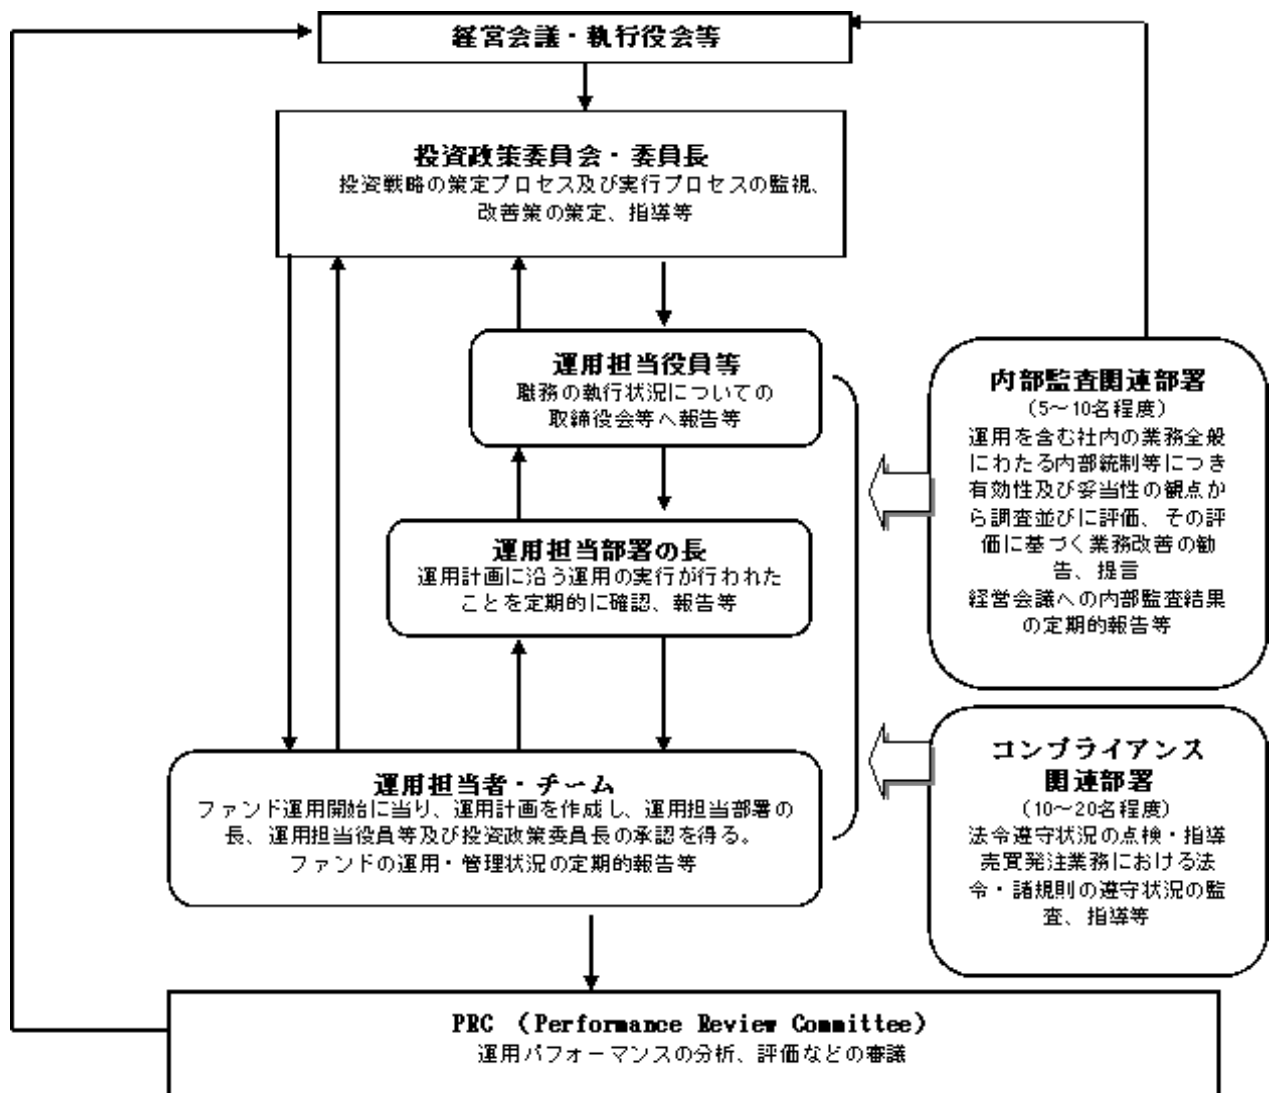 経営会議・執行役会等
投資政策委員会・委員長
投資戦略の策定プロセス及び実行プロセスの監視、
改善策の策定、指導等
運用担当役員等
職務の執行状況についての
取締役会等へ報告等
運用担当部署の長
運用計画に沿う運用の実行が行われた
ことを定期的に確認、報告等
運用担当者・チーム
ファンド運用開始に当り、運用計画を作成し、運用担当部署の
長、運用担当役員等及び投資政策委員長の承認を得る。
ファンドの運用・管理状況の定期的報告等
内部監査関連部署
（5～10名程度）
運用を含む社内の業務全般
にわたる内部統制等につき
有効性及び妥当性の観点か
ら調査並びに評価、その評
価に基づく業務改善の勧
告、提言
経営会議への内部監査結果
の定期的報告等
コンプライアンス
関連部署
（10～20名程度）
法令遵守状況の点検・指導
売買発注業務における法
令・諸規則の遵守状況の監
査、指導等
PRC （Performance Review Committee）
運用パフォーマンスの分析、評価などの審議